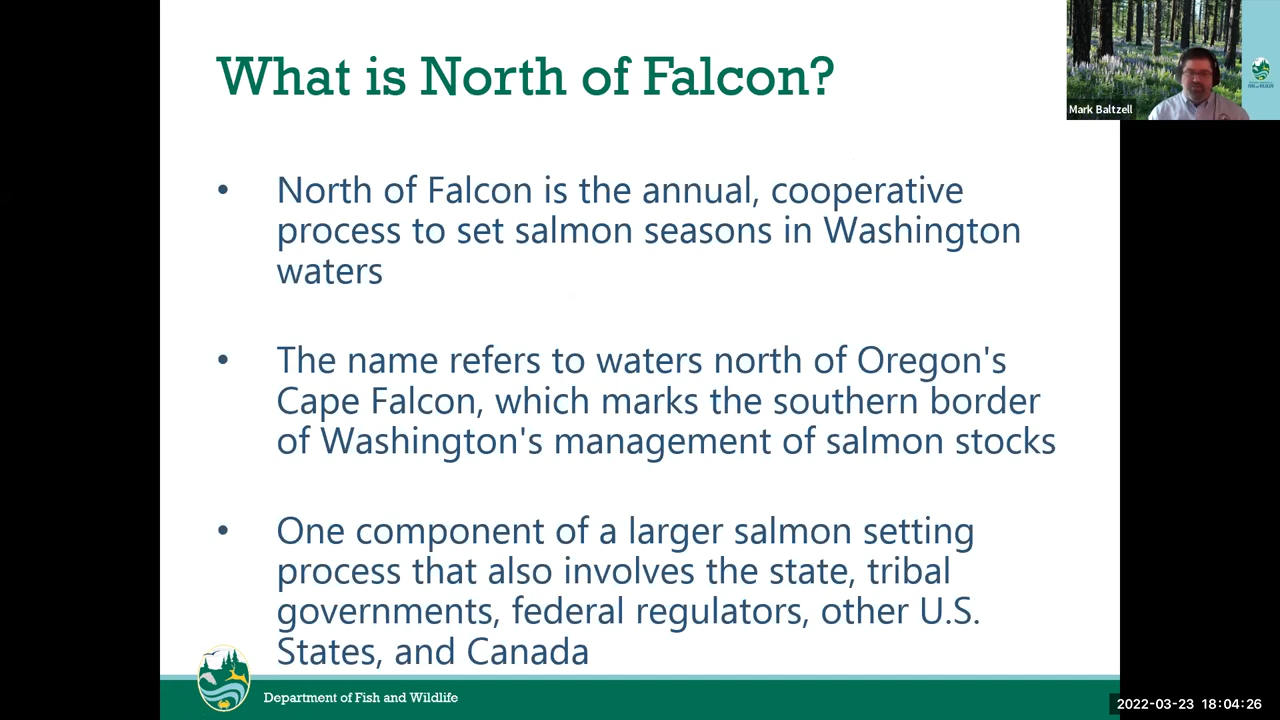 What is North of Falcon?
Mark Baltzell
• North of Falcon is the annual, cooperative
process to set salmon seasons in Washington
waters
• The name refers to waters north of Oregon's
Cape Falcon, which marks the southern border
of Washington's management of salmon stocks
• One component of a larger salmon setting
process that also involves the state, tribal
governments, federal regulators, other U.S.
States, and Canada
Department of Fish and Wildlife
2022-03-23 18:04:26